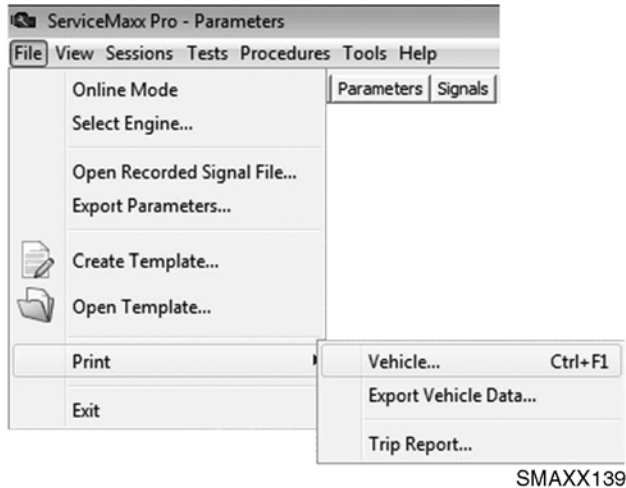 ServiceMaxx Pro - Parameters
File View Sessions Tests Procedures Tools Help
Online Mode
Parameters Signals
Select Engine...
Open Recorded Signal File...
Export Parameters...
Create Template...
Open Template...
Print
Vehicle... Ctrl+F1
Export Vehicle Data...
Exit
Trip Report...
SMAXX139